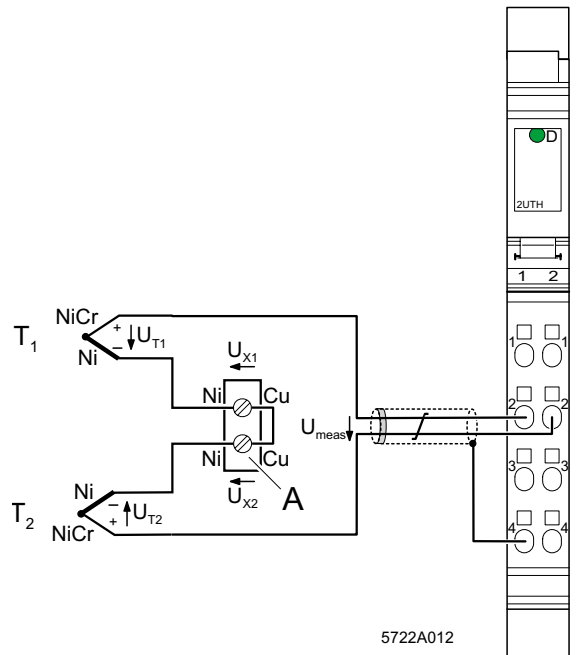 D
2UTH
1 2
NiCr
T1
+
UT1
Ni
−
UX1
Ni Cu
1 1
2 2
Umeas
Ni Cu
A
UX2
3 3
Ni
−
T2
UT2
+
NiCr
4 4
5722A012